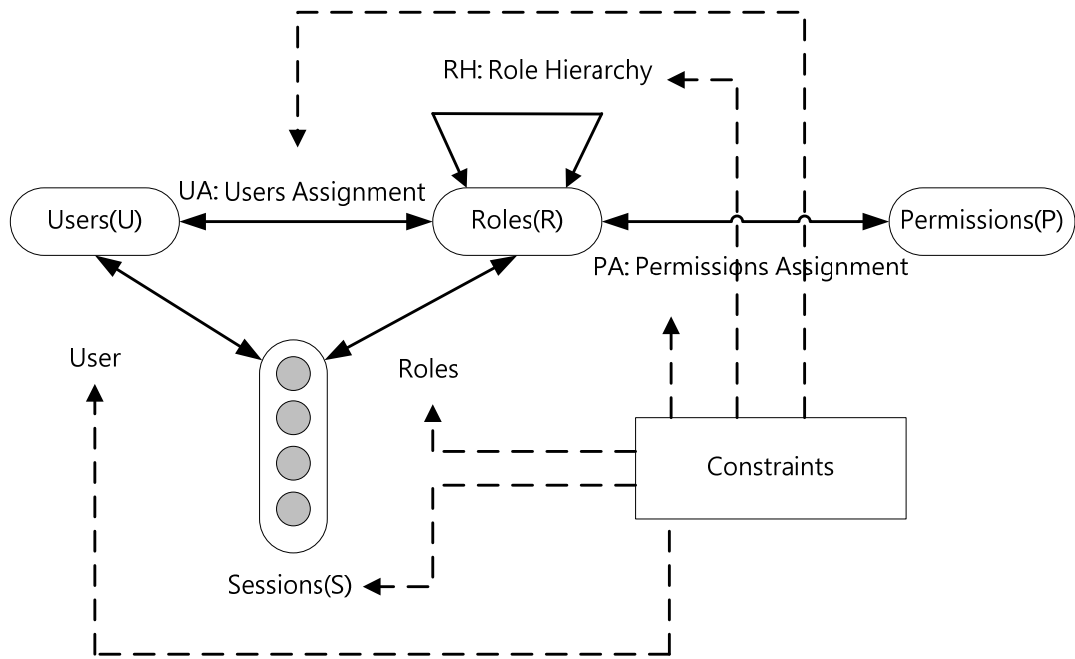 RH: Role Hierarchy
UA: Users Assignment
Users(U)
Roles(R)
Permissions(P)
PA: Permissions Assignment
User
Roles
Constraints
Sessions(S)